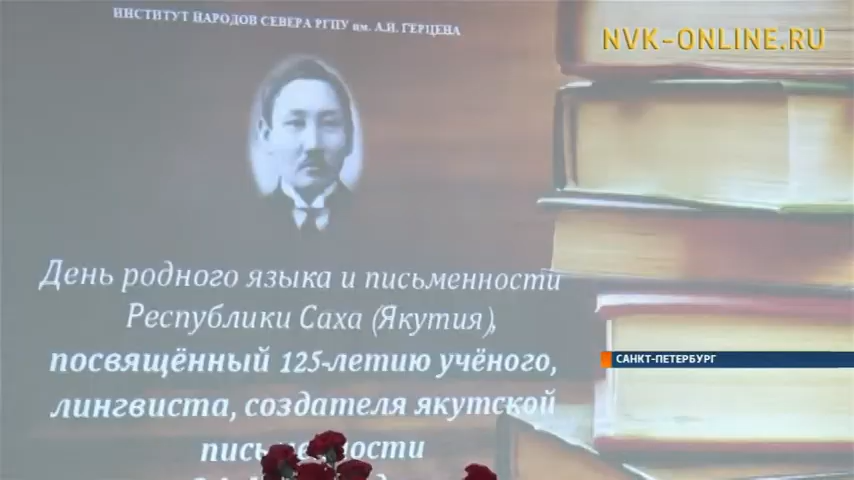 ИНСТИТУТ НАРОДОВ СЕВЕРА РГПУ им. А.И. ГЕРЦЕНА
NVK-ONLINE.RU
День родного языка и письменности
Республики Саха (Якутия),
посвящённый 125-летию учёного,
САНКТ-ПЕТЕРБУРГ
лингвиста, создателя якутской